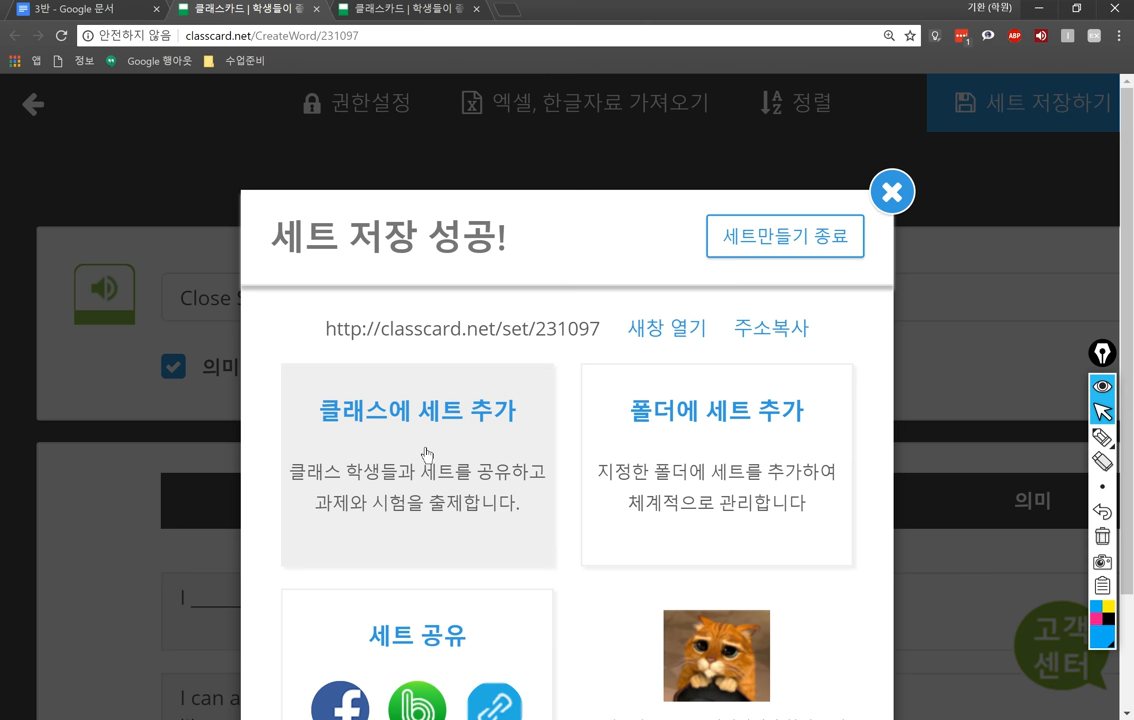 3반 - Google 문서
클래스카드 | 학생들이 좋
클래스카드 | 학생들이 좋
기환 (학원)
안전하지 않음
classcard.net/CreateWord/231097
1
ABP
앱
정보
Google 행아웃
수업준비
권한설정
엑셀, 한글자료 가져오기
정렬
세트 저장하기
세트 저장 성공!
세트만들기 종료
Close
의미
http://classcard.net/set/231097 새창 열기 주소복사
클래스에 세트 추가
클래스 학생들과 세트를 공유하고
과제와 시험을 출제합니다.
폴더에 세트 추가
지정한 폴더에 세트를 추가하여
체계적으로 관리합니다
의미
I ______
세트 공유
I can a
고객
센터